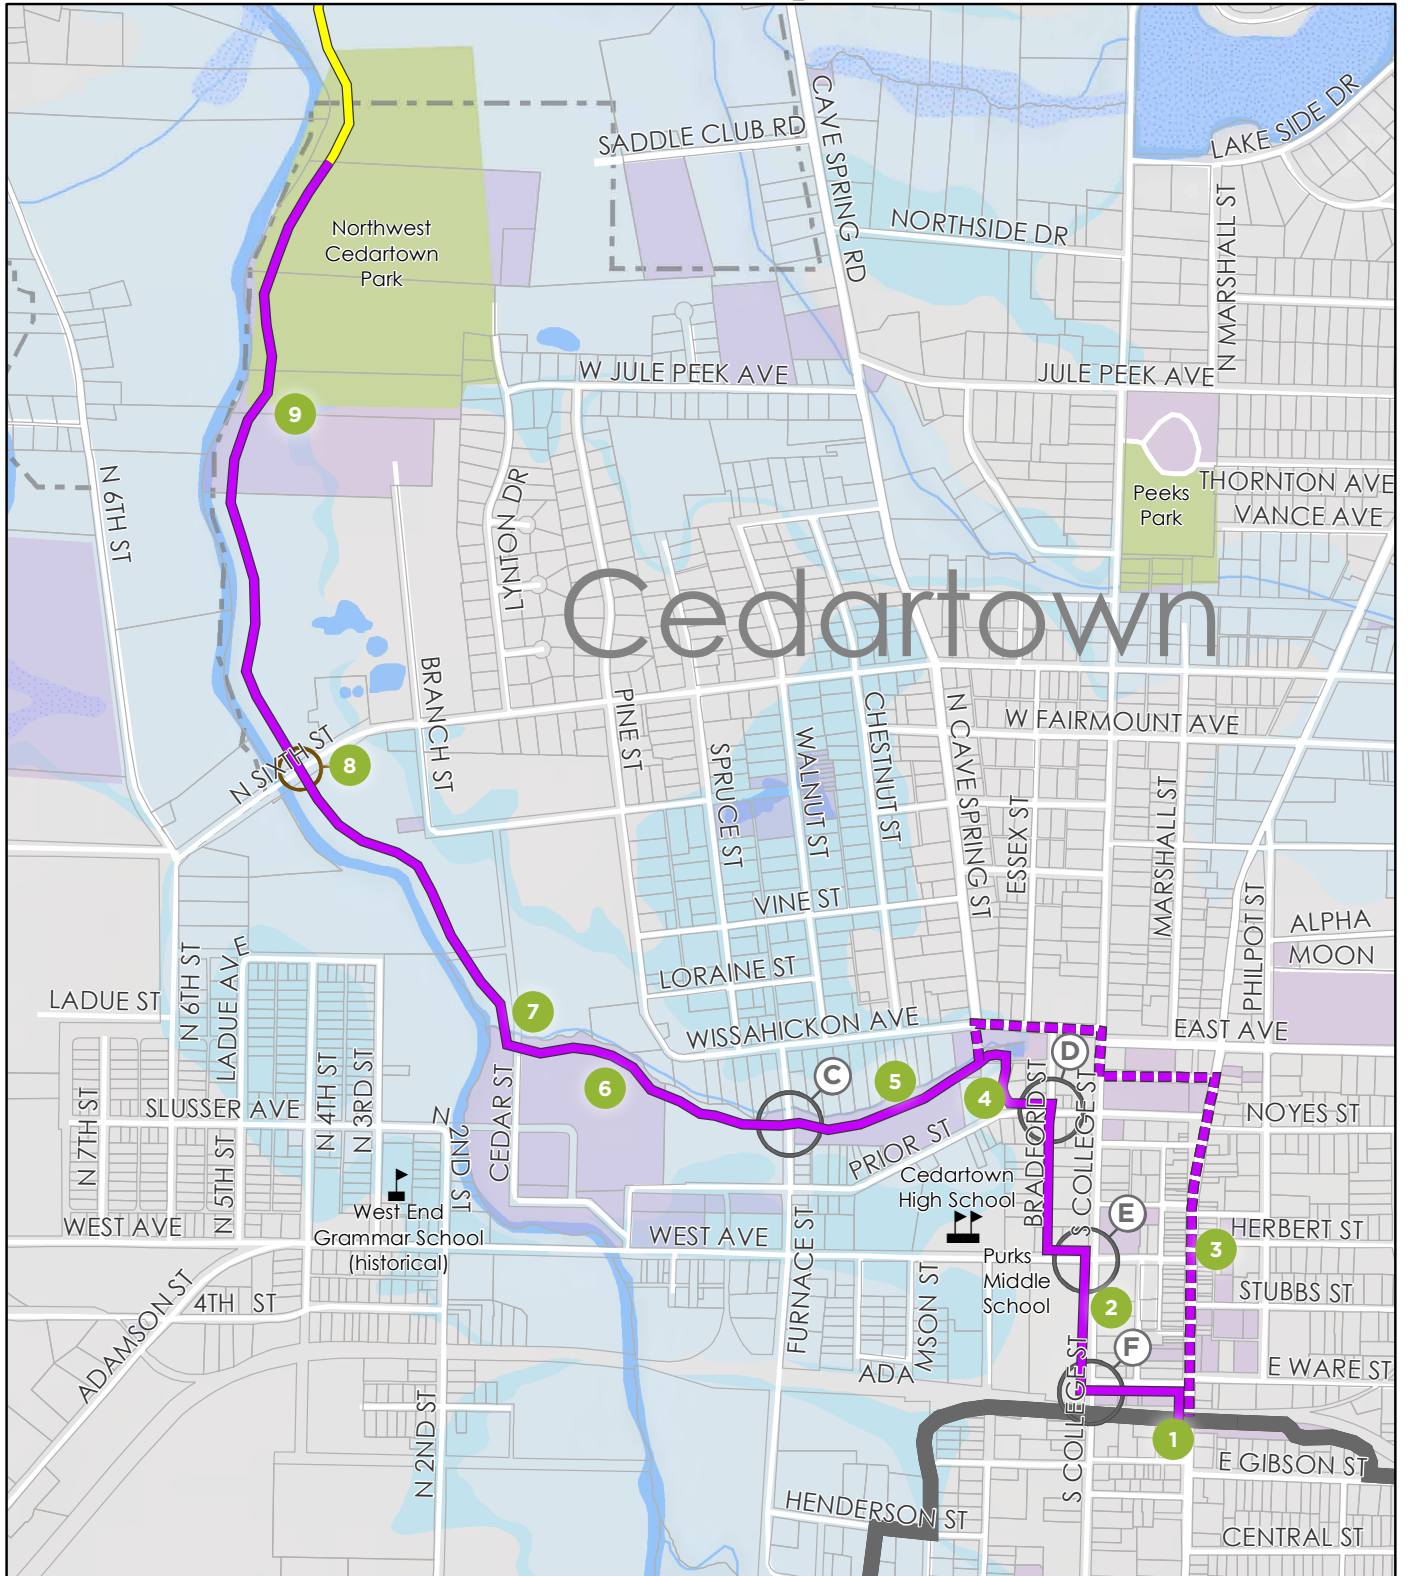 LAKE SIDE DR
SADDLE CLUB RD
CAVE SPRING RD
NORTHSIDE DR
N MARSHALL ST
Northwest
Cedartown
Park
W JULE PEEK AVE
JULE PEEK AVE
9
N 6TH ST
LYNTON DR
Peeks
Park
THORNTON AVE
VANCE AVE
Cedartown
BRANCH ST
PINE ST
SPRUCE ST
WALNUT ST
CHESTNUT ST
N CAVE SPRING ST
W FAIRMOUNT AVE
N SIXTH ST
8
ESSEX ST
MARSHALL ST
PHILPOT ST
VINE ST
ALPHA
MOON
LORAINE ST
LADUE ST
N 6TH ST
LADUE AVE
7
WISSAHICKON AVE
EAST AVE
N 4TH ST
N 3RD ST
CEDAR ST
6
C
5
4
D
BRADFORD ST
S COLLEGE ST
N 7TH ST
SLUSSER AVE
N 5TH ST
N 2ND ST
NOYES ST
PRIOR ST
Cedartown
High School
West End
Grammar School
(historical)
WEST AVE
WEST AVE
FURNACE ST
E
HERBERT ST
3
Purks
Middle
School
2
STUBBS ST
ADAMSON ST
4TH ST
ADA
MSON ST
F
E WARE ST
N 2ND ST
S COLLEGE ST
1
E GIBSON ST
HENDERSON ST
CENTRAL ST